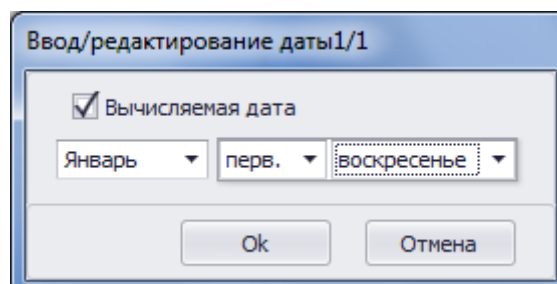 Ввод/редактирование даты1/1
Вычисляемая дата
Январь перв. воскресенье
Ok Отмена